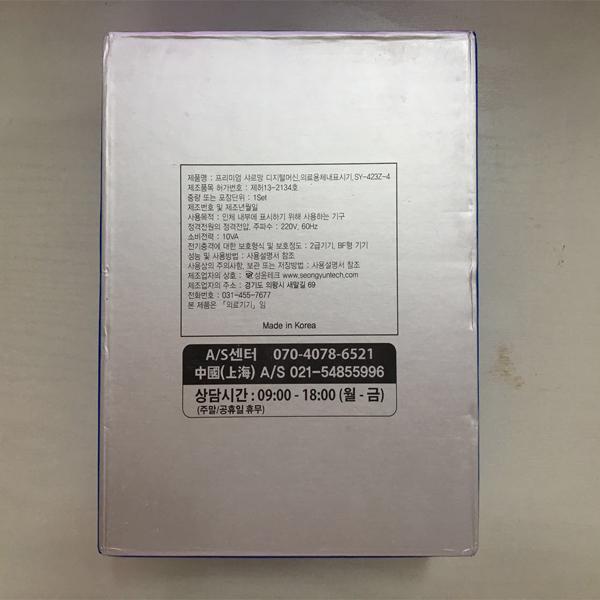 제품명 : 프리미엄 샤르망 디지털머신,의료용체내표시기,SY-423Z-4
제조품목 허가번호 : 제허13-2134호
중량 또는 포장단위 : 1Set
제조번호 및 제조년월일
사용목적 : 인체 내부에 표시하기 위해 사용하는 기구
정격전원의 정격전압, 주파수 : 220V, 60Hz
소비전력 : 10VA
전기충격에 대한 보호형식 및 보호정도 : 2급기기, BF형 기기
성능 및 사용방법 : 사용설명서 참조
사용상의 주의사항, 보관 또는 저장방법 : 사용설명서 참조
제조업자의 상호 : 성윤테크 www.seongyuntech.com
제조업자의 주소 : 경기도 의왕시 새말길 69
전화번호 : 031-455-7677
본 제품은 「의료기기」임
Made in Korea
A/S센터 070-4078-6521
中國(上海) A/S 021-54855996
상담시간 : 09:00 - 18:00 (월 - 금)
(주말/공휴일 휴무)